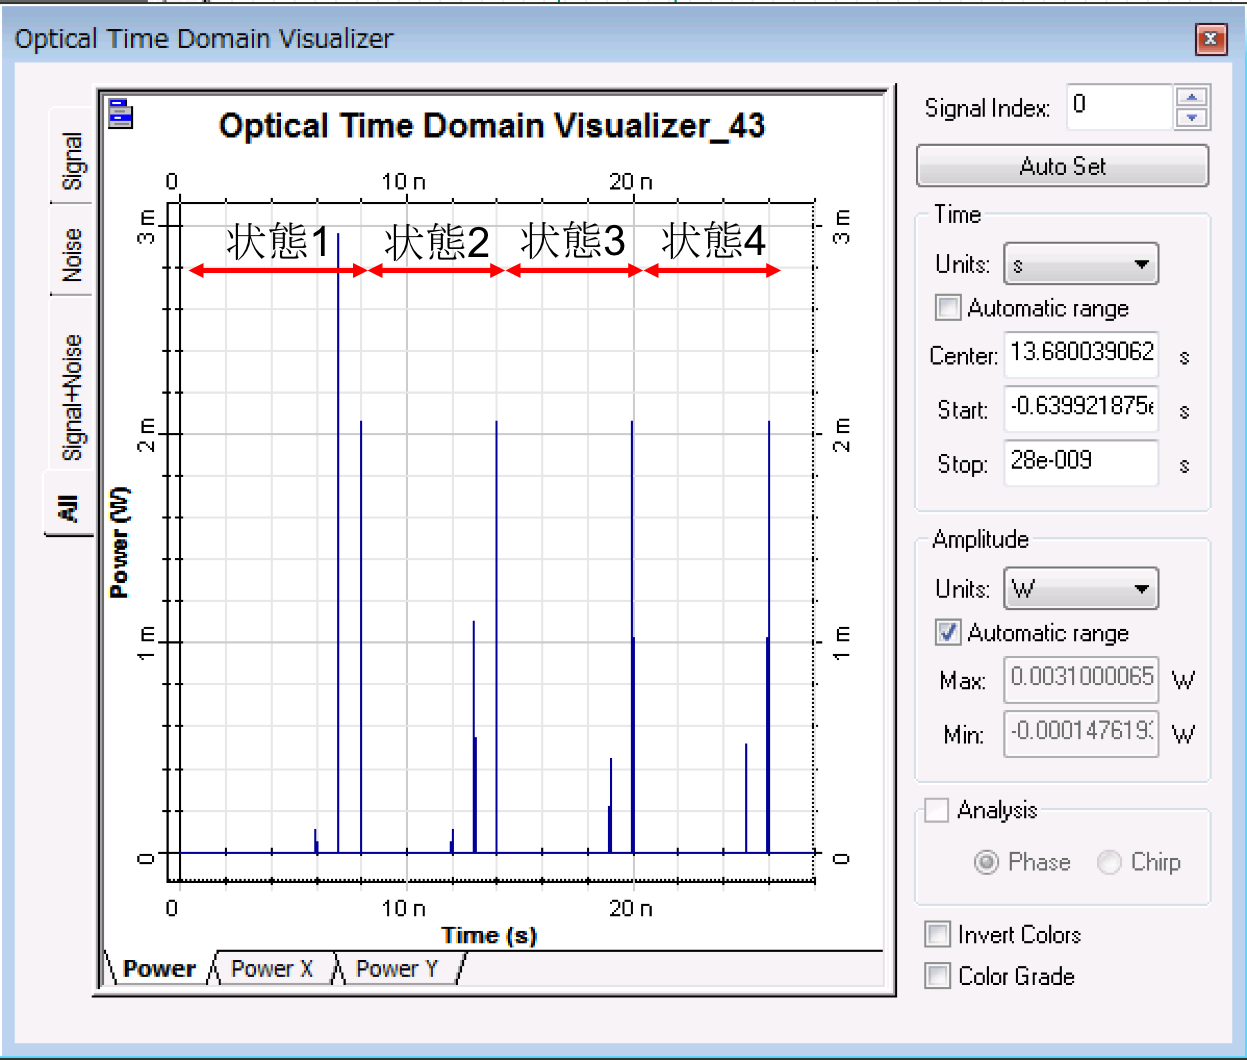 Optical Time Domain Visualizer
Signal
Noise
Signal+Noise
All
Optical Time Domain Visualizer_43
0 10 n 20 n
状態1 状態2 状態3 状態4
3 m
2 m
1 m
0
Power (W)
3 m
2 m
1 m
0
0 10 n 20 n
Time (s)
Power Power X Power Y
Signal Index: 0
Auto Set
Time
Units: s
Automatic range
Center: 13.680039062 s
Start: -0.639921875 s
Stop: 28e-009 s
Amplitude
Units: W
Automatic range
Max: 0.0031000065 W
Min: -0.000147619 W
Analysis
Phase Chirp
Invert Colors
Color Grade